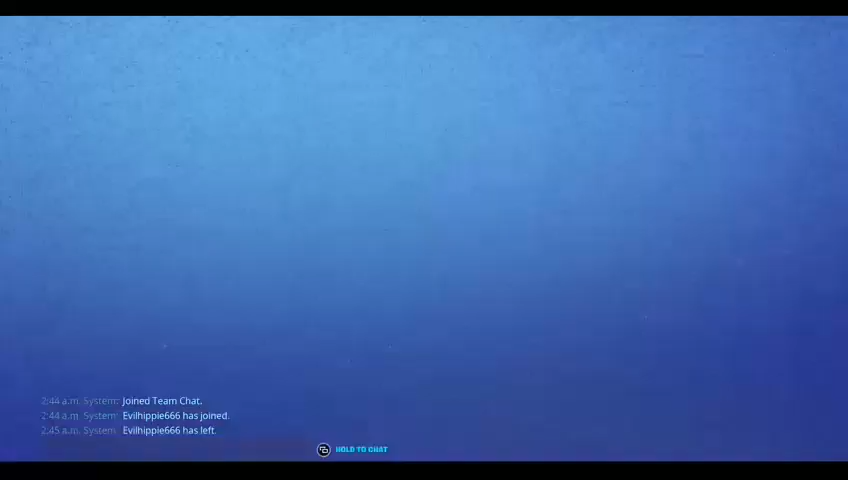 2:44 a.m. System: Joined Team Chat.
2:44 a.m. System: Evilhippie666 has joined.
2:45 a.m. System: Evilhippie666 has left.
HOLD TO CHAT